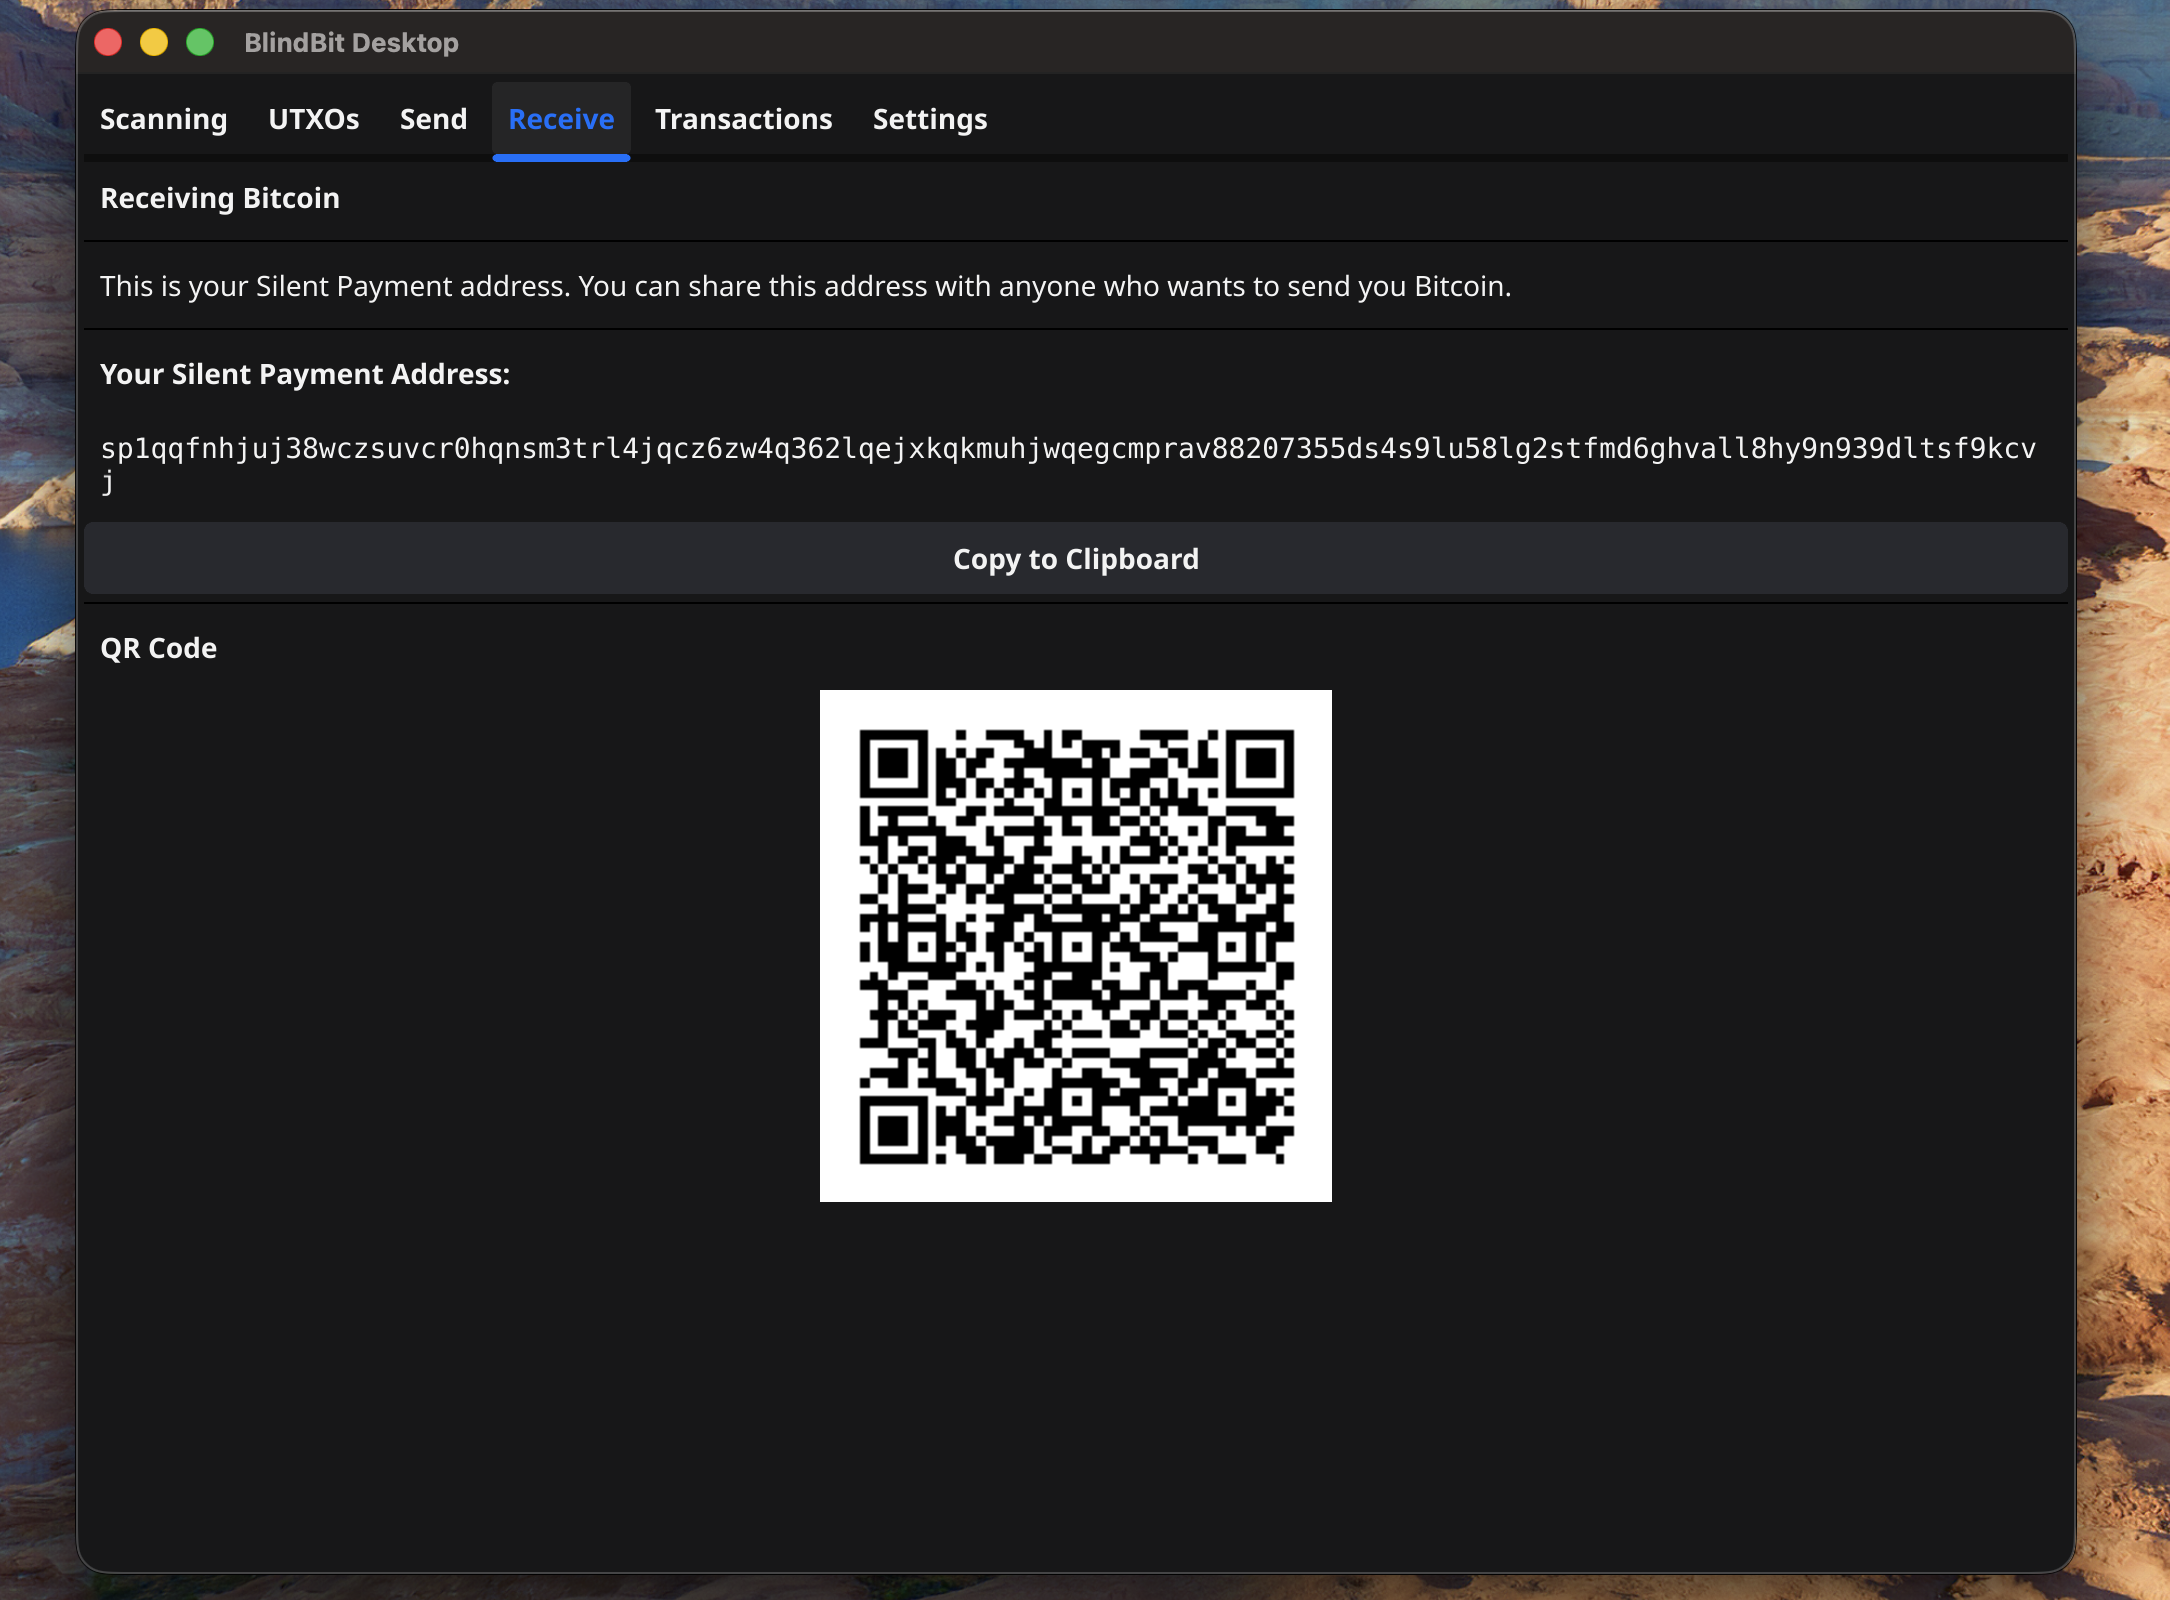 BlindBit Desktop
Scanning UTXOs Send Receive Transactions Settings
Receiving Bitcoin
This is your Silent Payment address. You can share this address with anyone who wants to send you Bitcoin.
Your Silent Payment Address:
sp1qqfnhjuj38wczsuvcr0hqnsm3trl4jqcz6zw4q362lqejxkqkmuhjwqegcmprav88207355ds4s9lu58lg2stfmd6ghvall8hy9n939dltsf9kcv
j
Copy to Clipboard
QR Code